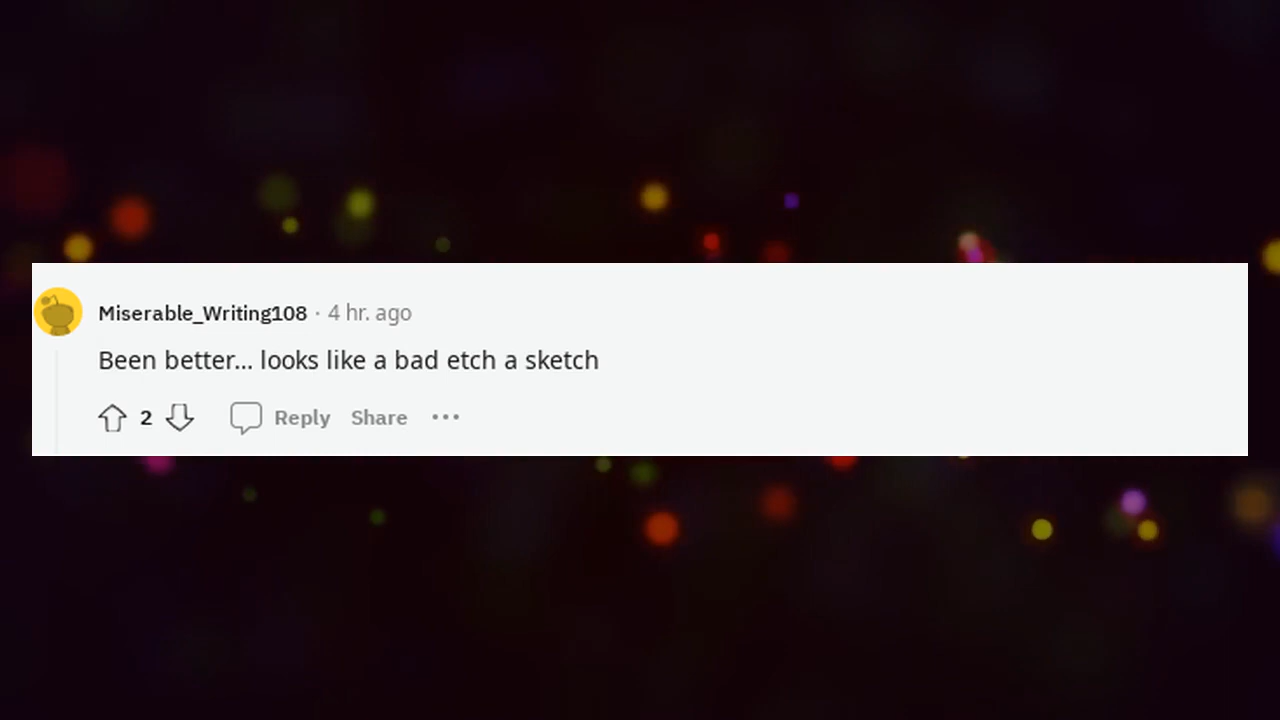 Miserable_Writing108 · 4 hr. ago
Been better... looks like a bad etch a sketch
2 Reply Share ...